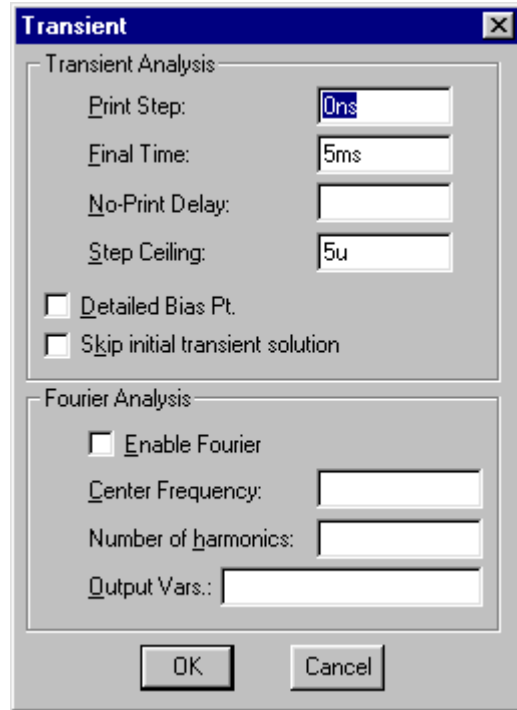 Transient
Transient Analysis
Print Step: 0ns
Final Time: 5ms
No-Print Delay:
Step Ceiling: 5u
Detailed Bias Pt.
Skip initial transient solution
Fourier Analysis
Enable Fourier
Center Frequency:
Number of harmonics:
Output Vars.:
OK Cancel